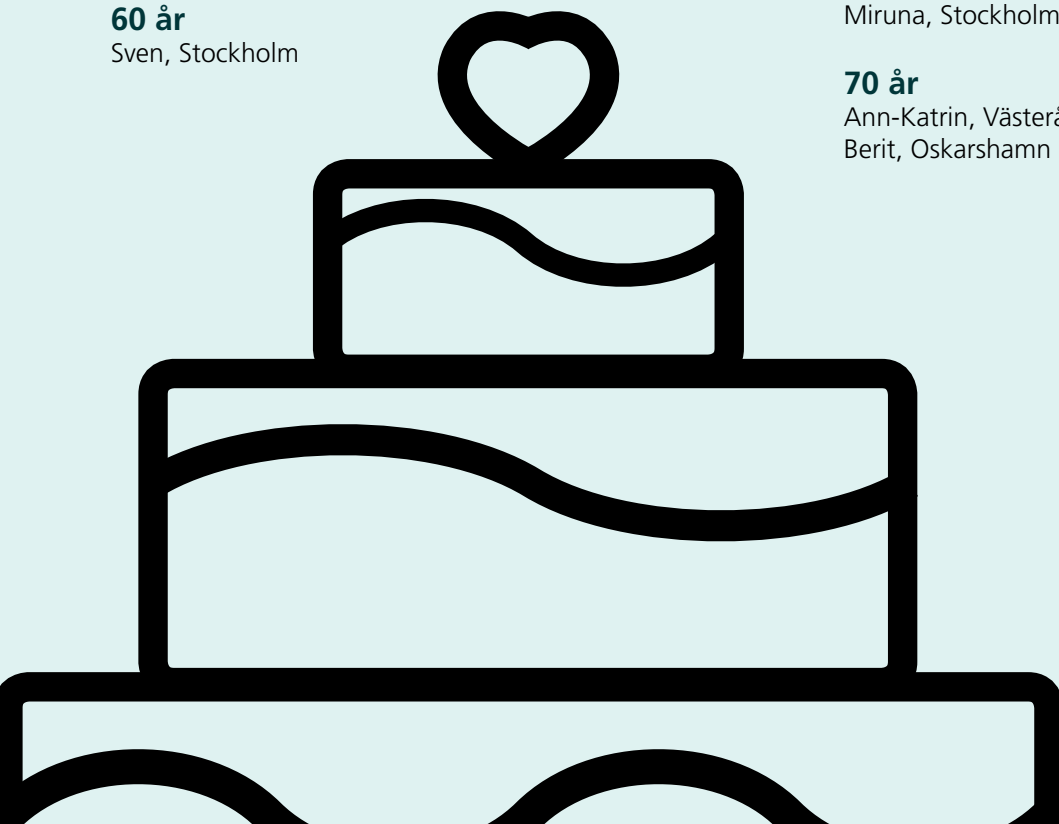 60 år
Sven, Stockholm
Miruna, Stockholm
70 år
Ann-Katrin,
Berit, Oskarshamn